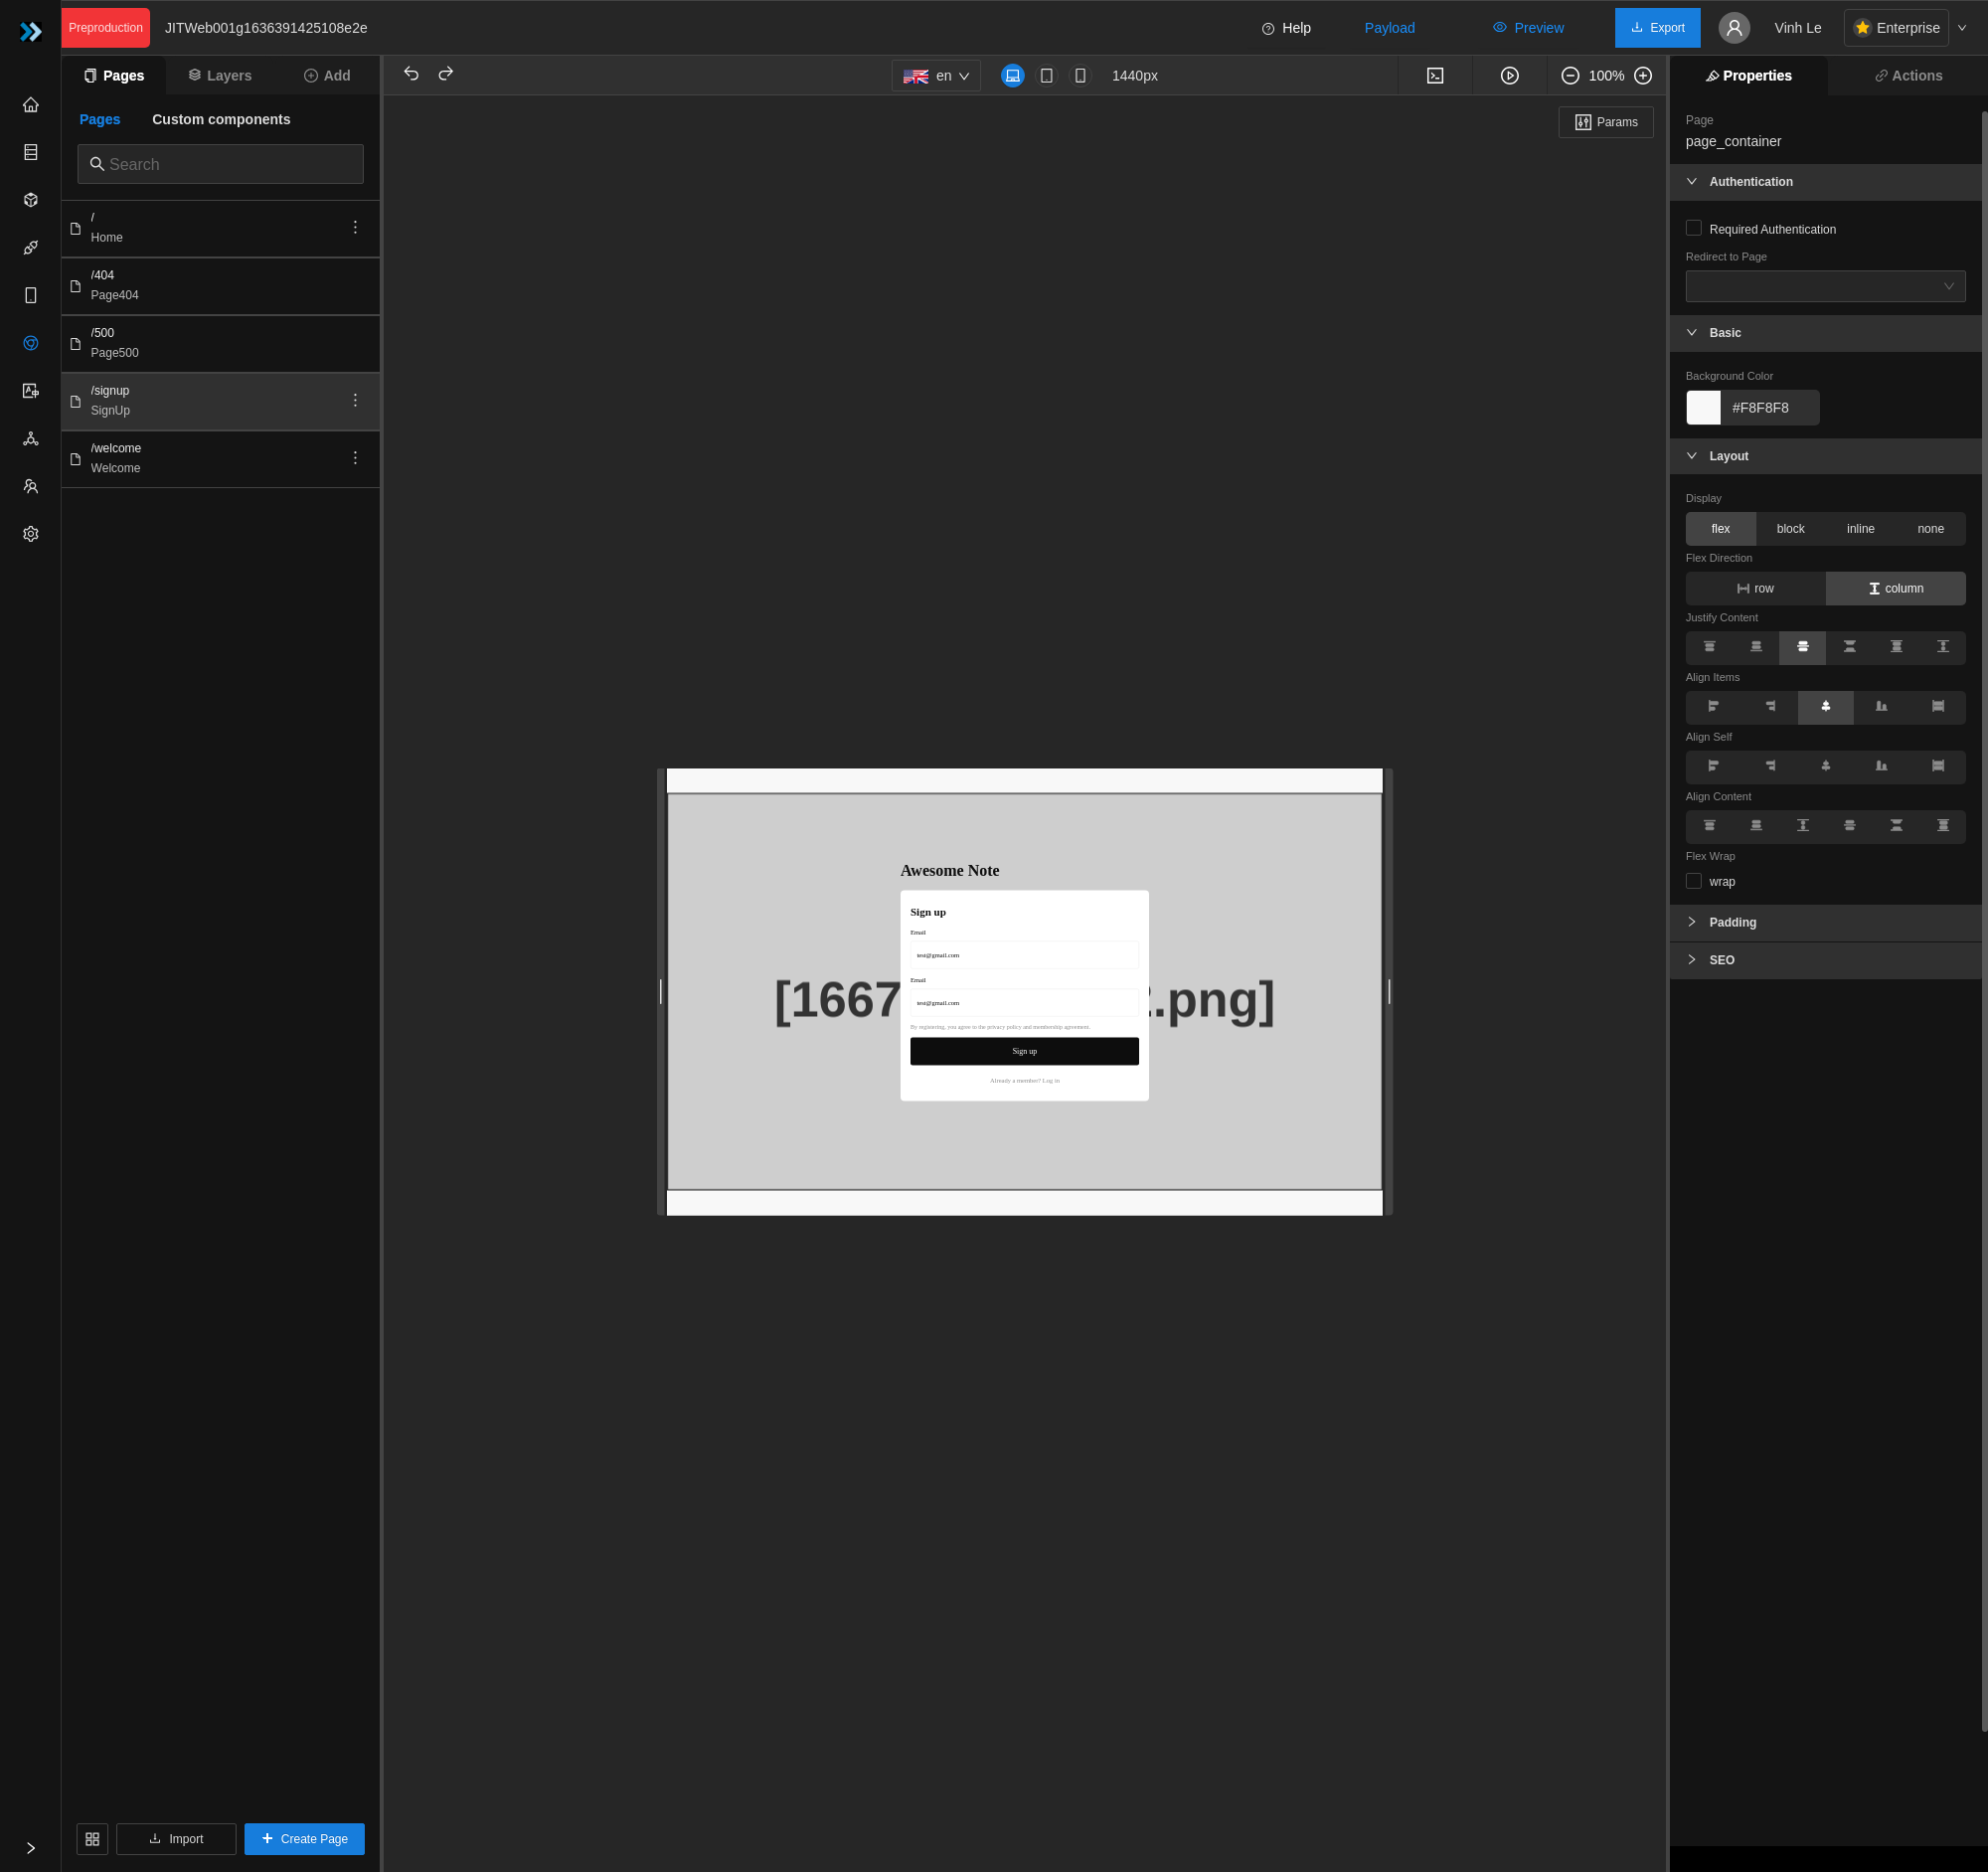 Preproduction
JITWeb001g1636391425108e2e
Help
Payload
Preview
Export
Vinh Le
Enterprise
Pages
Layers
Add
en
1440px
100%
Properties
Actions
Pages
Custom components
Search
/
Home
/404
Page404
/500
Page500
/signup
SignUp
/welcome
Welcome
Import
Create Page
Params
Awesome Note
Sign up
Email
test@gmail.com
Email
test@gmail.com
[1667
.png]
By registering, you agree to the privacy policy and membership agreement.
Sign up
Already a member? Log in
Page
page_container
Authentication
Required Authentication
Redirect to Page
Basic
Background Color
#F8F8F8
Layout
Display
flex
block
inline
none
Flex Direction
row
column
Justify Content
Align Items
Align Self
Align Content
Flex Wrap
wrap
Padding
SEO